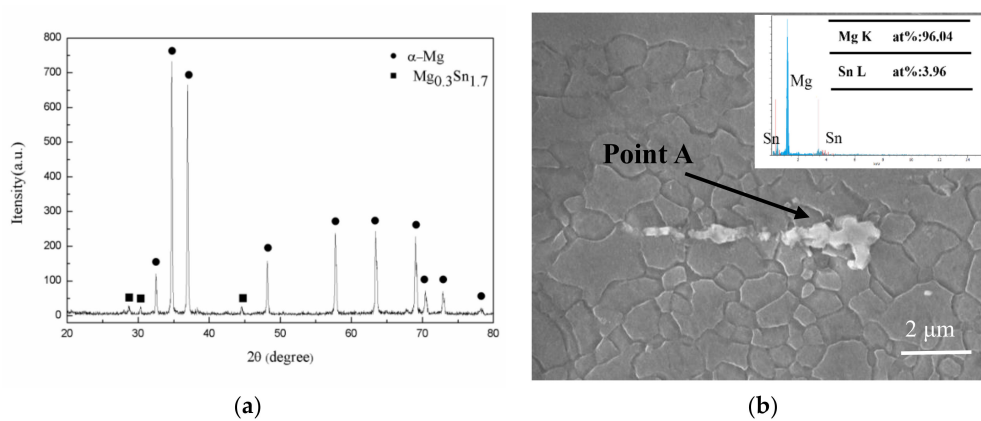 800
700
600
500
400
300
200
100
0
Itensity(a.u.)
20 30 40 50 60 70 80
2θ (degree)
● α–Mg
■ Mg0.3Sn1.7
(a)
Mg K at%:96.04
Sn L at%:3.96
Mg
Sn
Sn
Point A
2 μm
(b)